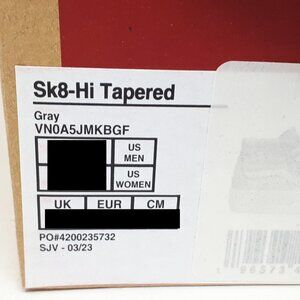 Sk8-Hi Tapered
Gray
VN0A5JMKBGF
US
MEN
US
WOMEN
UK EUR CM
PO#4200235732
SJV - 03/23